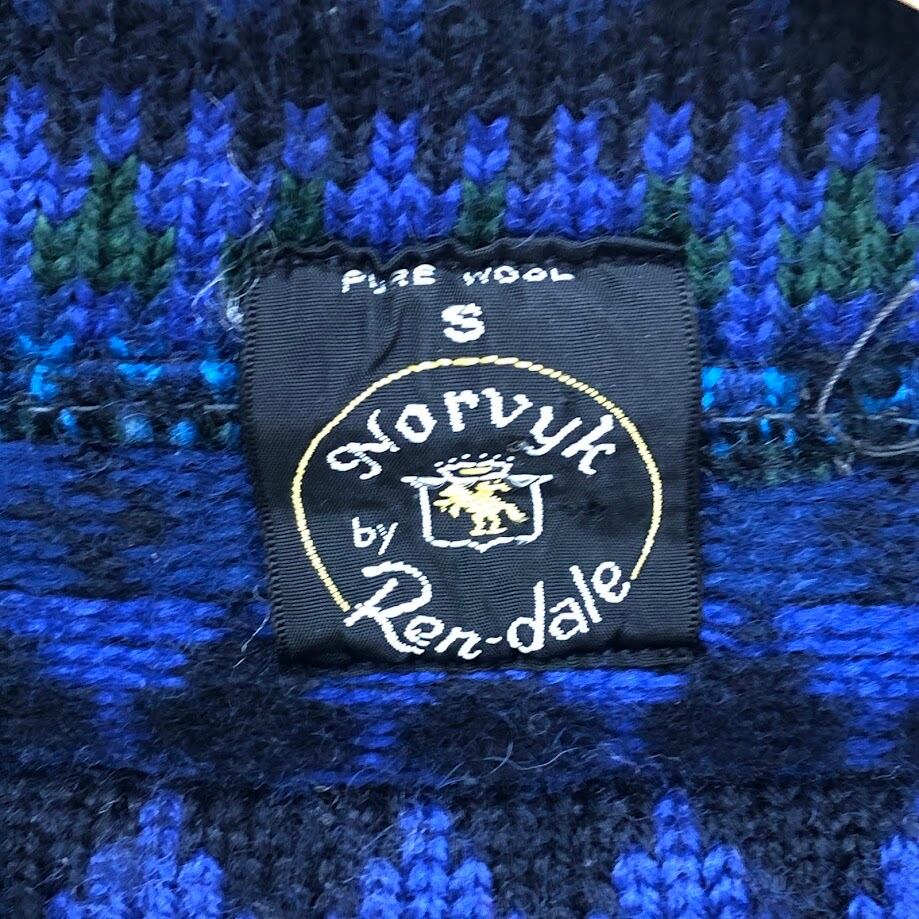 PURE WOOL
S
Norvyk
by
Ren-dale